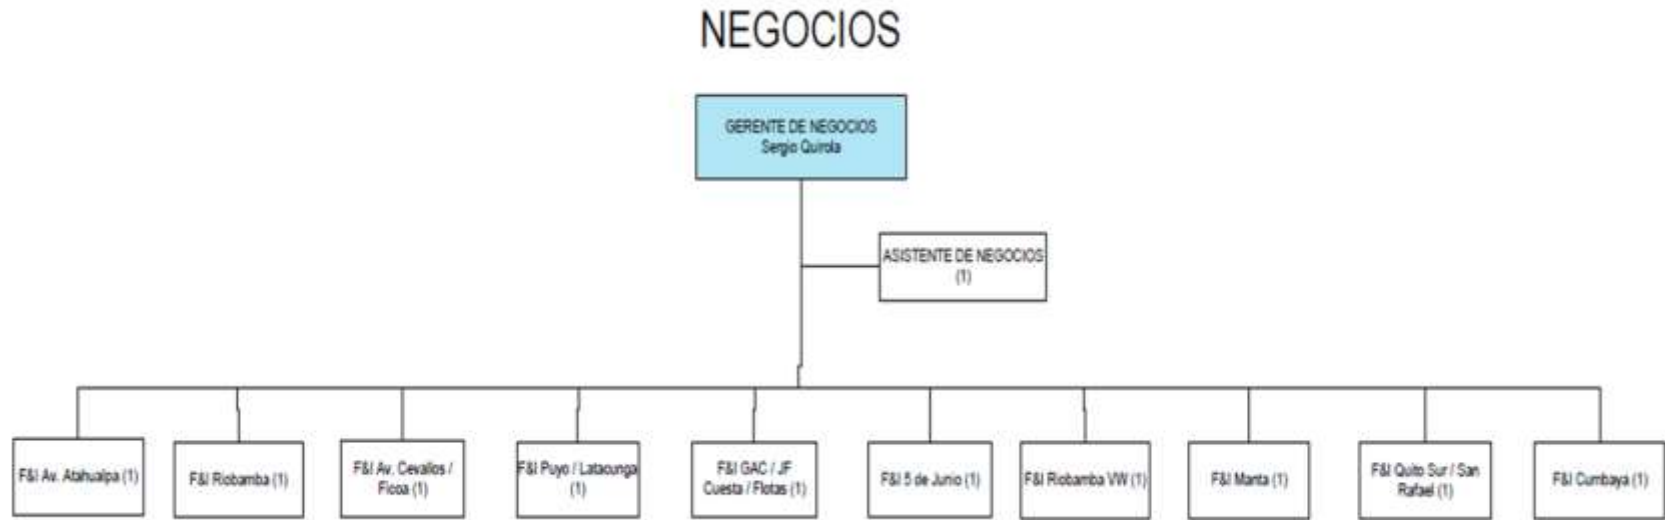 NEGOCIOS
GERENTE DE NEGOCIOS
Sergio Quirola
ASISTENTE DE NEGOCIOS
(1)
F&I Av. Atahualpa (1)
F&I Riobamba (1)
F&I Av. Cevallos /
Ficoa (1)
F&I Puyo / Latacunga
(1)
F&I GAC / JF
Cuesta / Flotas (1)
F&I 5 de Junio (1)
F&I Riobamba VW (1)
F&I Manta (1)
F&I Quito Sur / San
Rafael (1)
F&I Cumbaya (1)